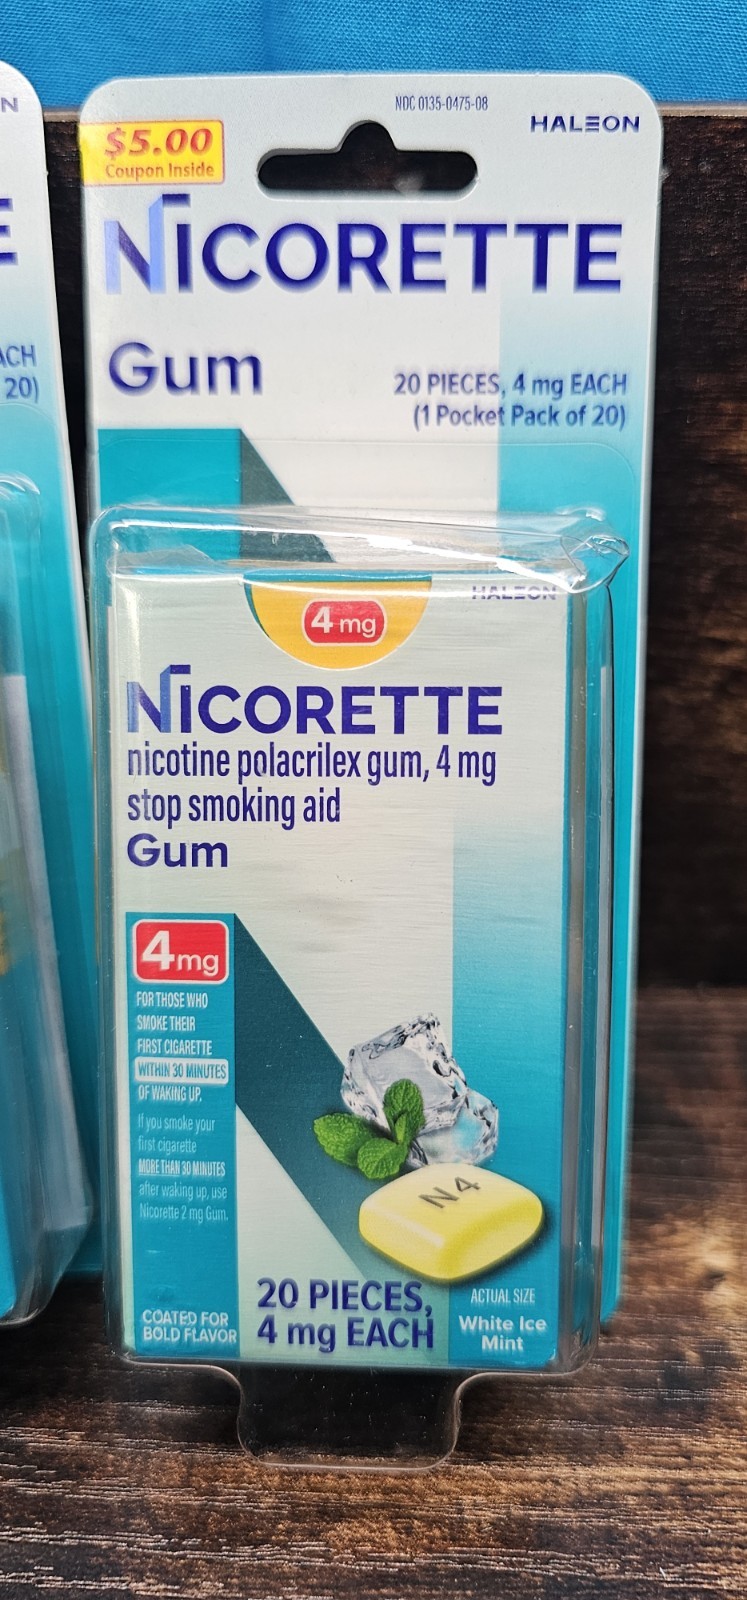 N
E
ACH
20)
NDC 0135-0475-08
HALEON
$5.00
Coupon Inside
NICORETTE
Gum
20 PIECES, 4 mg EACH
(1 Pocket Pack of 20)
HALEON
4 mg
NICORETTE
nicotine polacrilex gum, 4 mg
stop smoking aid
Gum
4 mg
FOR THOSE WHO
SMOKE THEIR
FIRST CIGARETTE
WITHIN 30 MINUTES
OF WAKING UP.
If you smoke your
first cigarette
MORE THAN 30 MINUTES
after waking up, use
Nicorette 2 mg Gum.
COATED FOR
BOLD FLAVOR
20 PIECES,
4 mg EACH
N4
ACTUAL SIZE
White Ice
Mint